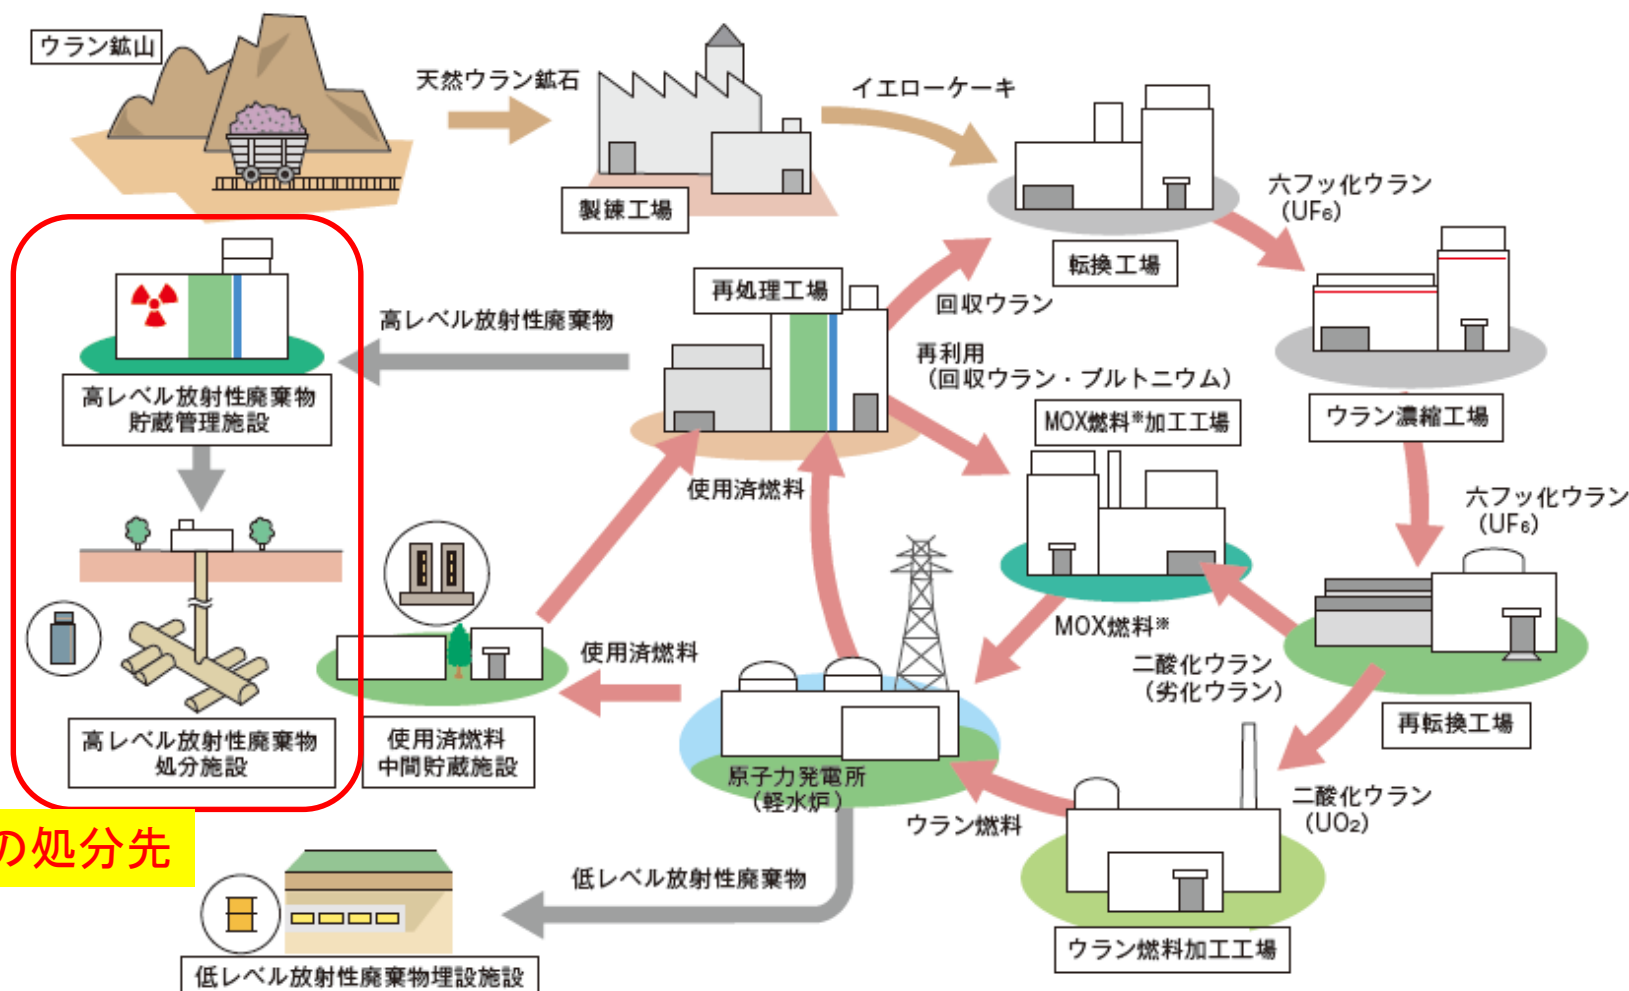 ウラン鉱山
天然ウラン鉱石
イエローケーキ
製錬工場
転換工場
六フッ化ウラン
(UF₆)
再処理工場
回収ウラン
高レベル放射性廃棄物
再利用
(回収ウラン・プルトニウム)
高レベル放射性廃棄物
貯蔵管理施設
MOX燃料※加工工場
ウラン濃縮工場
使用済燃料
六フッ化ウラン
(UF₆)
MOX燃料※
使用済燃料
二酸化ウラン
(劣化ウラン)
再転換工場
高レベル放射性廃棄物
処分施設
使用済燃料
中間貯蔵施設
原子力発電所
(軽水炉)
ウラン燃料
二酸化ウラン
(UO₂)
の処分先
低レベル放射性廃棄物
ウラン燃料加工工場
低レベル放射性廃棄物埋設施設